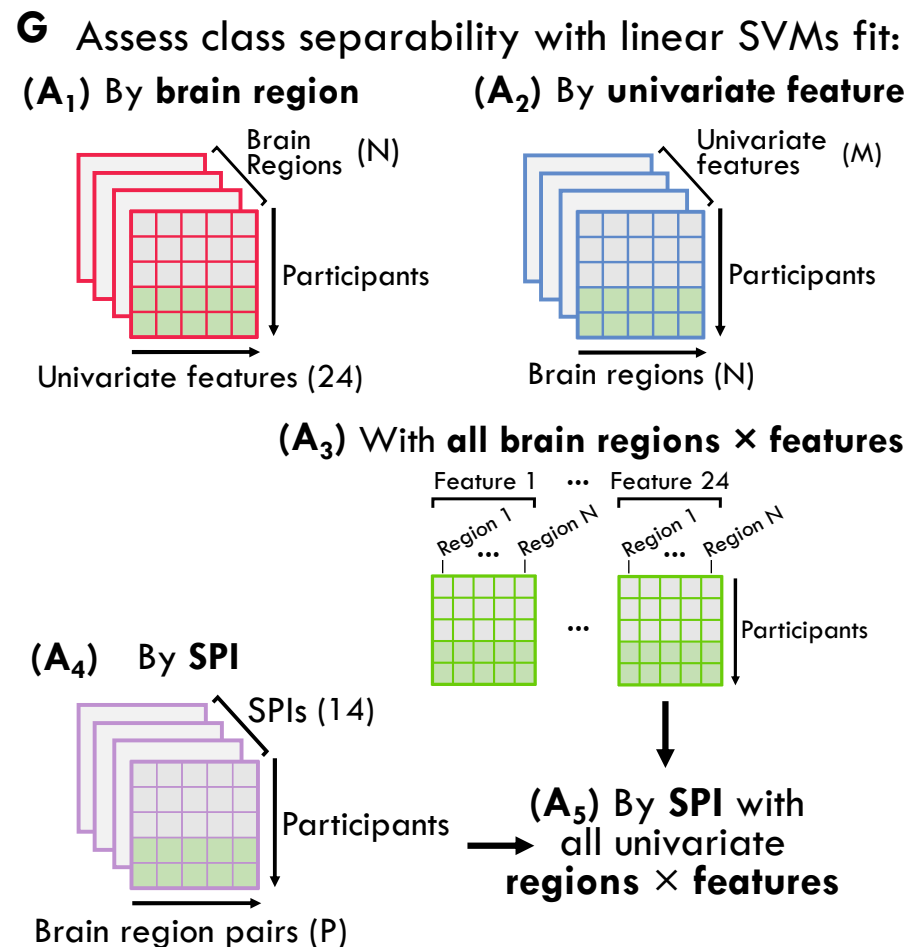 G Assess class separability with linear SVMs fit:
(A₁) By brain region
Brain
Regions (N)
Participants
Univariate features (24)
(A₂) By univariate feature
Univariate
features (M)
Participants
Brain regions (N)
(A₃) With all brain regions × features
Feature 1 ... Feature 24
Region 1 ... Region N Region 1 ... Region N
...
Participants
(A₄) By SPI
SPIs (14)
Participants
Brain region pairs (P)
(A₅) By SPI with
all univariate
regions × features